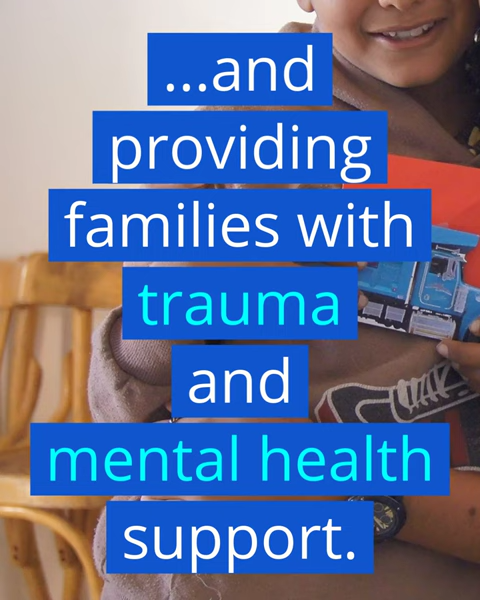 ...and
providing
families with
trauma
and
mental health
support.